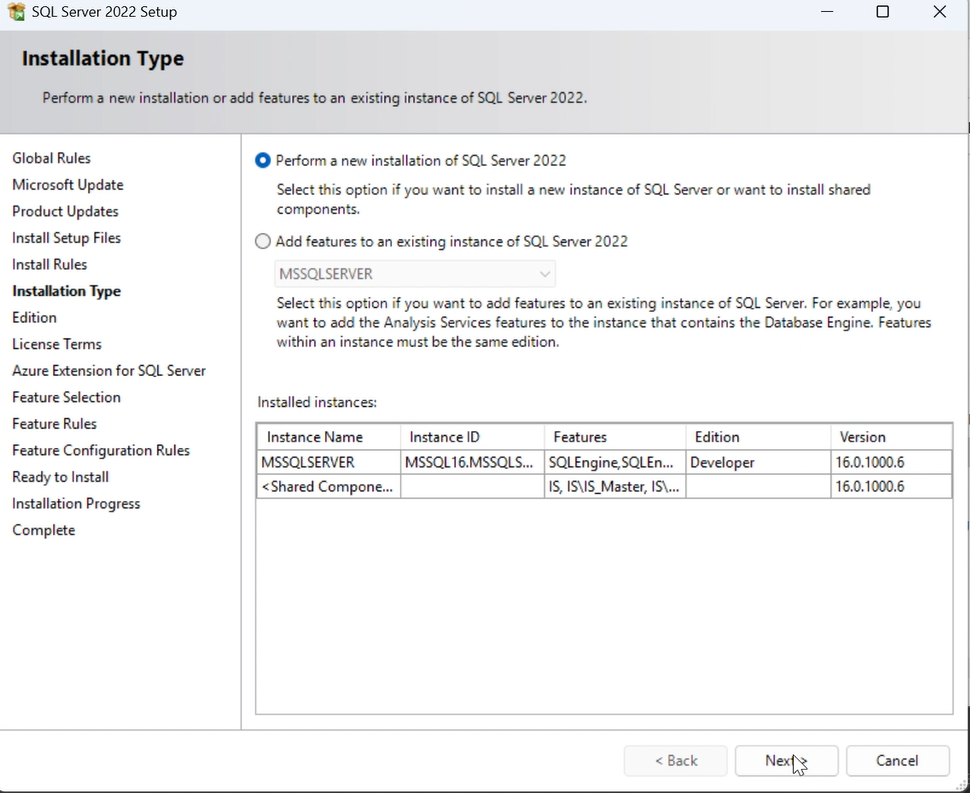 SQL Server 2022 Setup
Installation Type
Perform a new installation or add features to an existing instance of SQL Server 2022.
Global Rules
Microsoft Update
Product Updates
Install Setup Files
Install Rules
Installation Type
Edition
License Terms
Azure Extension for SQL Server
Feature Selection
Feature Rules
Feature Configuration Rules
Ready to Install
Installation Progress
Complete
Perform a new installation of SQL Server 2022
Select this option if you want to install a new instance of SQL Server or want to install shared
components.
Add features to an existing instance of SQL Server 2022
MSSQLSERVER
Select this option if you want to add features to an existing instance of SQL Server. For example, you
want to add the Analysis Services features to the instance that contains the Database Engine. Features
within an instance must be the same edition.
Installed instances:
Instance Name Instance ID Features Edition Version
MSSQLSERVER MSSQL16.MSSQLS... SQLEngine,SQLEn... Developer 16.0.1000.6
<Shared Compone... IS, IS\IS_Master, IS\... 16.0.1000.6
< Back Next > Cancel